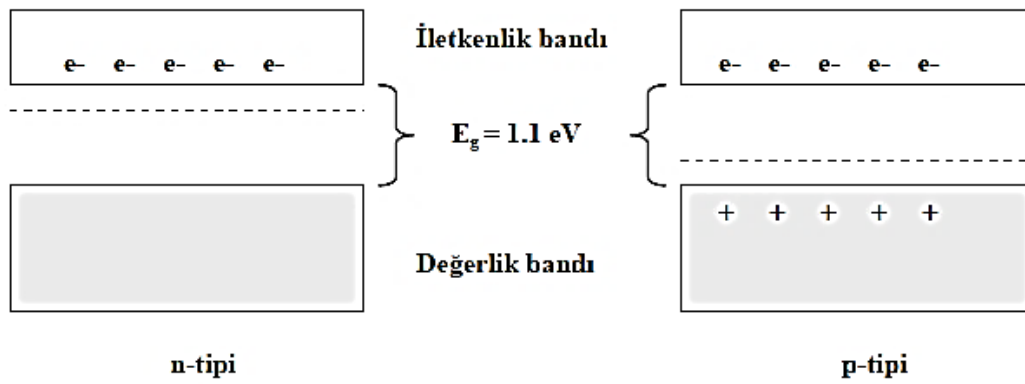 İletkenlik bandı
e- e- e- e- e-
e- e- e- e- e-
E_g = 1.1 eV
+ + + + +
Değerlik bandı
n-tipi
p-tipi